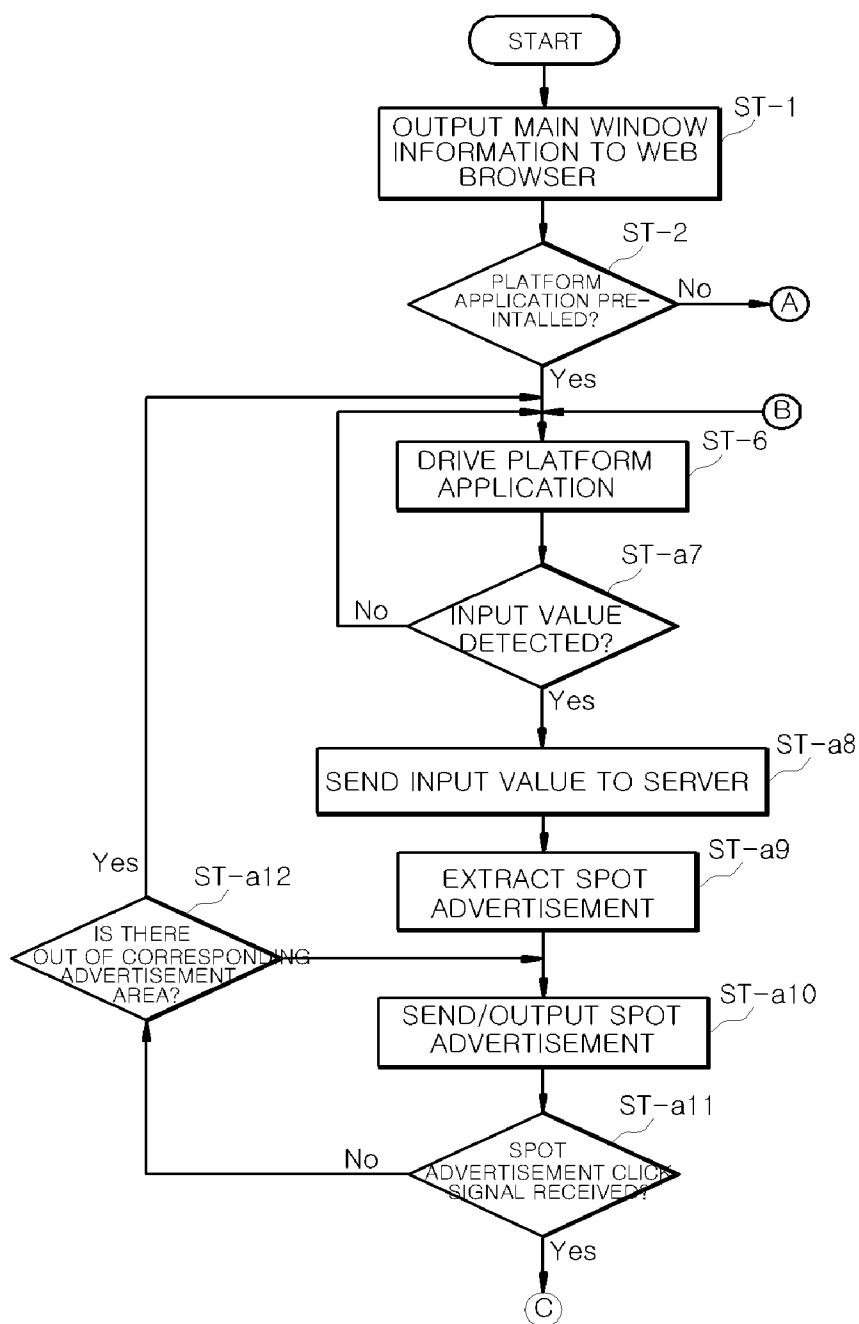 START
ST-1
OUTPUT MAIN WINDOW
INFORMATION TO WEB
BROWSER
ST-2
PLATFORM
APPLICATION PRE-
INTALLED?
No
A
Yes
B
ST-6
DRIVE PLATFORM
APPLICATION
ST-a7
No
INPUT VALUE
DETECTED?
Yes
ST-a8
SEND INPUT VALUE TO SERVER
ST-a9
EXTRACT SPOT
ADVERTISEMENT
Yes
ST-a12
IS THERE
OUT OF CORRESPONDING
ADVERTISEMENT
AREA?
ST-a10
SEND/OUTPUT SPOT
ADVERTISEMENT
ST-a11
No
SPOT
ADVERTISEMENT CLICK
SIGNAL RECEIVED?
Yes
C